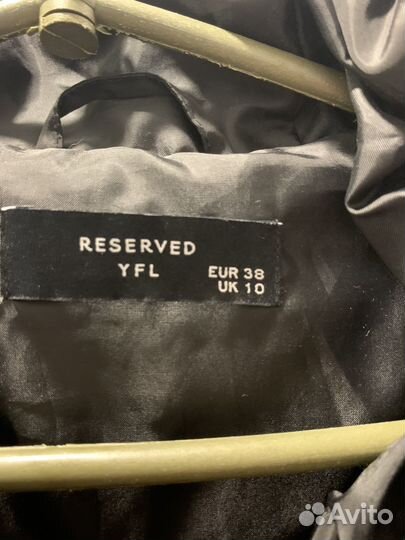 RESERVED
YFL
EUR 38
UK 10
Avito